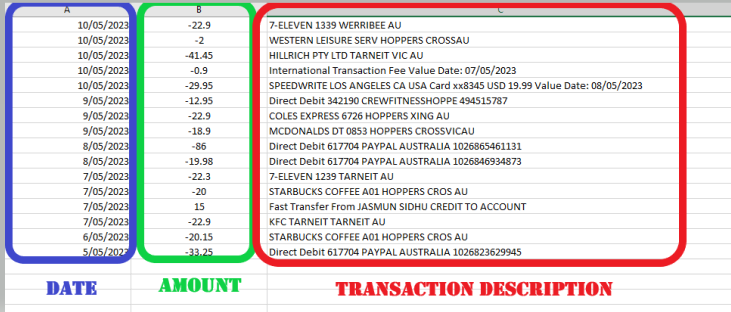 A B C
10/05/2023 -22.9 7-ELEVEN 1339 WERRIBEE AU
10/05/2023 -2 WESTERN LEISURE SERV HOPPERS CROSSAU
10/05/2023 -41.45 HILLRICH PTY LTD TARNEIT VIC AU
10/05/2023 -0.9 International Transaction Fee Value Date: 07/05/2023
10/05/2023 -29.95 SPEEDWRITE LOS ANGELES CA USA Card xx8345 USD 19.99 Value Date: 08/05/2023
9/05/2023 -12.95 Direct Debit 342190 CREWFITNESSHOPPE 494515787
9/05/2023 -22.9 COLES EXPRESS 6726 HOPPERS XING AU
9/05/2023 -18.9 MCDONALDS DT 0853 HOPPERS CROSSVICAU
8/05/2023 -86 Direct Debit 617704 PAYPAL AUSTRALIA 1026865461131
8/05/2023 -19.98 Direct Debit 617704 PAYPAL AUSTRALIA 1026846934873
7/05/2023 -22.3 7-ELEVEN 1239 TARNEIT AU
7/05/2023 -20 STARBUCKS COFFEE A01 HOPPERS CROS AU
7/05/2023 15 Fast Transfer From JASMUN SIDHU CREDIT TO ACCOUNT
7/05/2023 -22.9 KFC TARNEIT TARNEIT AU
6/05/2023 -20.15 STARBUCKS COFFEE A01 HOPPERS CROS AU
5/05/2023 -33.25 Direct Debit 617704 PAYPAL AUSTRALIA 1026823629945
DATE AMOUNT TRANSACTION DESCRIPTION